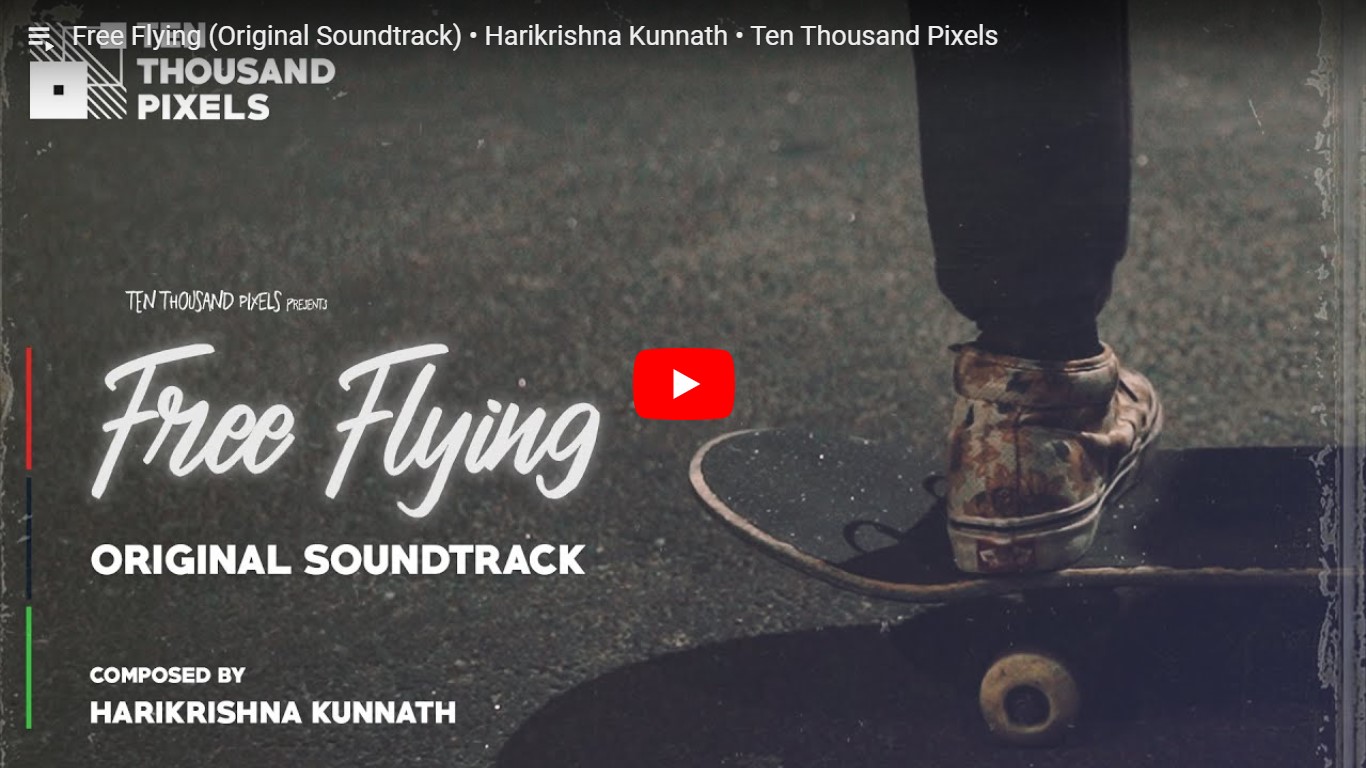 Free Flying (Original Soundtrack) • Harikrishna Kunnath • Ten Thousand Pixels
TEN
THOUSAND
PIXELS
TEN THOUSAND PIXELS PRESENTS
Free Flying
ORIGINAL SOUNDTRACK
COMPOSED BY
HARIKRISHNA KUNNATH